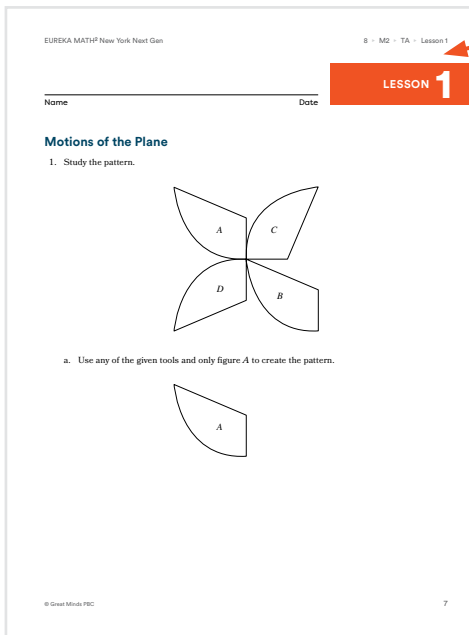 EUREKA MATH² New York Next Gen
8 ▸ M2 ▸ TA ▸ Lesson 1
LESSON 1
Name
Date
Motions of the Plane
1. Study the pattern.
A
C
D
B
a. Use any of the given tools and only figure A to create the pattern.
A
© Great Minds PBC
7